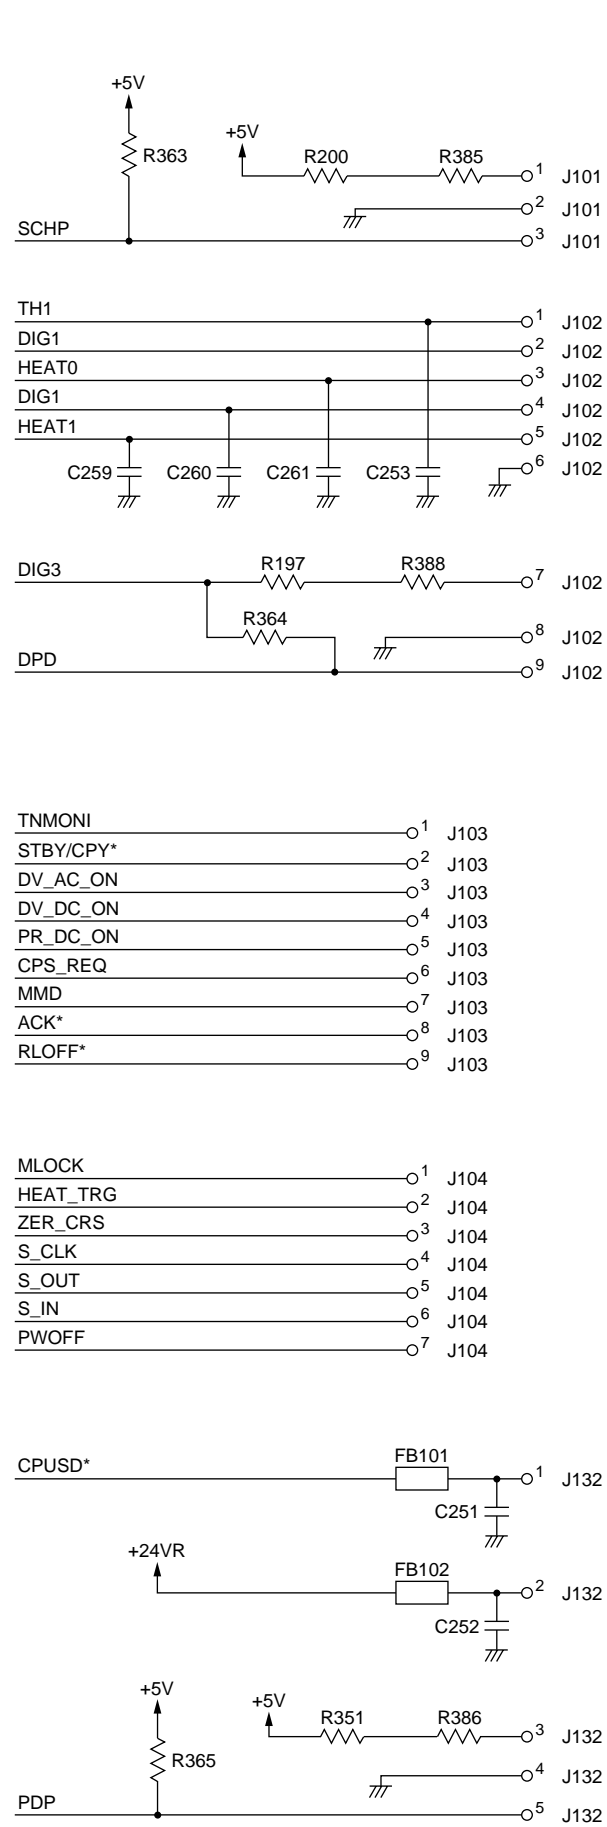 +5V
R363
+5V
R200
R385
1
J101
2
J101
SCHP
3
J101
TH1
1
J102
DIG1
2
J102
HEAT0
3
J102
DIG1
4
J102
HEAT1
5
J102
C259
C260
C261
C253
6
J102
DIG3
R197
R388
7
J102
R364
8
J102
DPD
9
J102
TNMONI
1
J103
STBY/CPY*
2
J103
DV_AC_ON
3
J103
DV_DC_ON
4
J103
PR_DC_ON
5
J103
CPS_REQ
6
J103
MMD
7
J103
ACK*
8
J103
RLOFF*
9
J103
MLOCK
1
J104
HEAT_TRG
2
J104
ZER_CRS
3
J104
S_CLK
4
J104
S_OUT
5
J104
S_IN
6
J104
PWOFF
7
J104
CPUSD*
FB101
1
J132
C251
+24VR
FB102
2
J132
C252
+5V
R365
+5V
R351
R386
3
J132
4
J132
PDP
5
J132